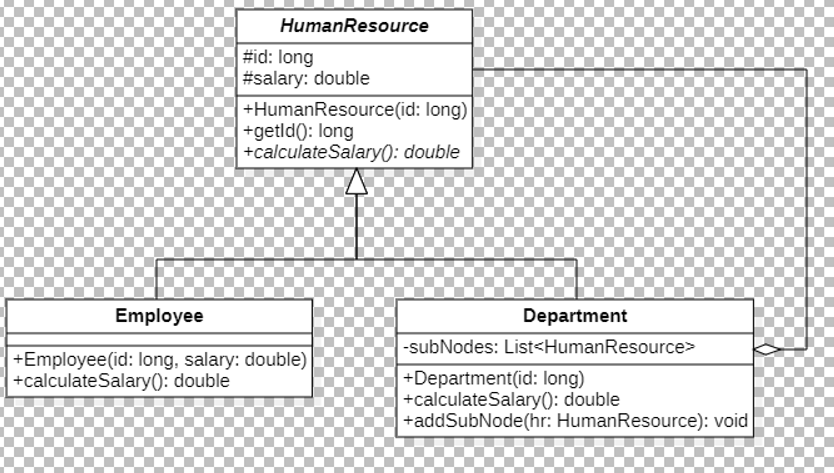 HumanResource
#id: long
#salary: double
+HumanResource(id: long)
+getId(): long
+calculateSalary(): double
Employee
+Employee(id: long, salary: double)
+calculateSalary(): double
Department
-subNodes: List<HumanResource>
+Department(id: long)
+calculateSalary(): double
+addSubNode(hr: HumanResource): void